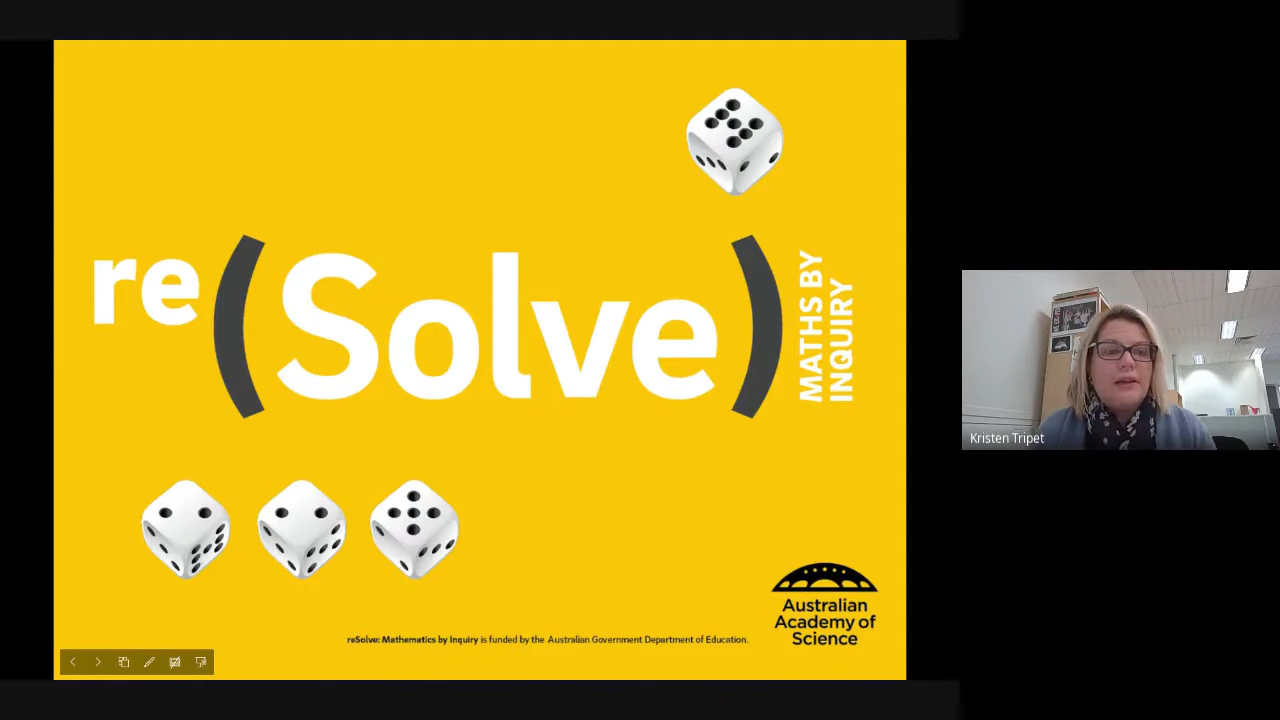 re(Solve)
MATHS BY
INQUIRY
Kristen Tripet
Australian
Academy of
Science
reSolve: Mathematics by Inquiry is funded by the Australian Government Department of Education.